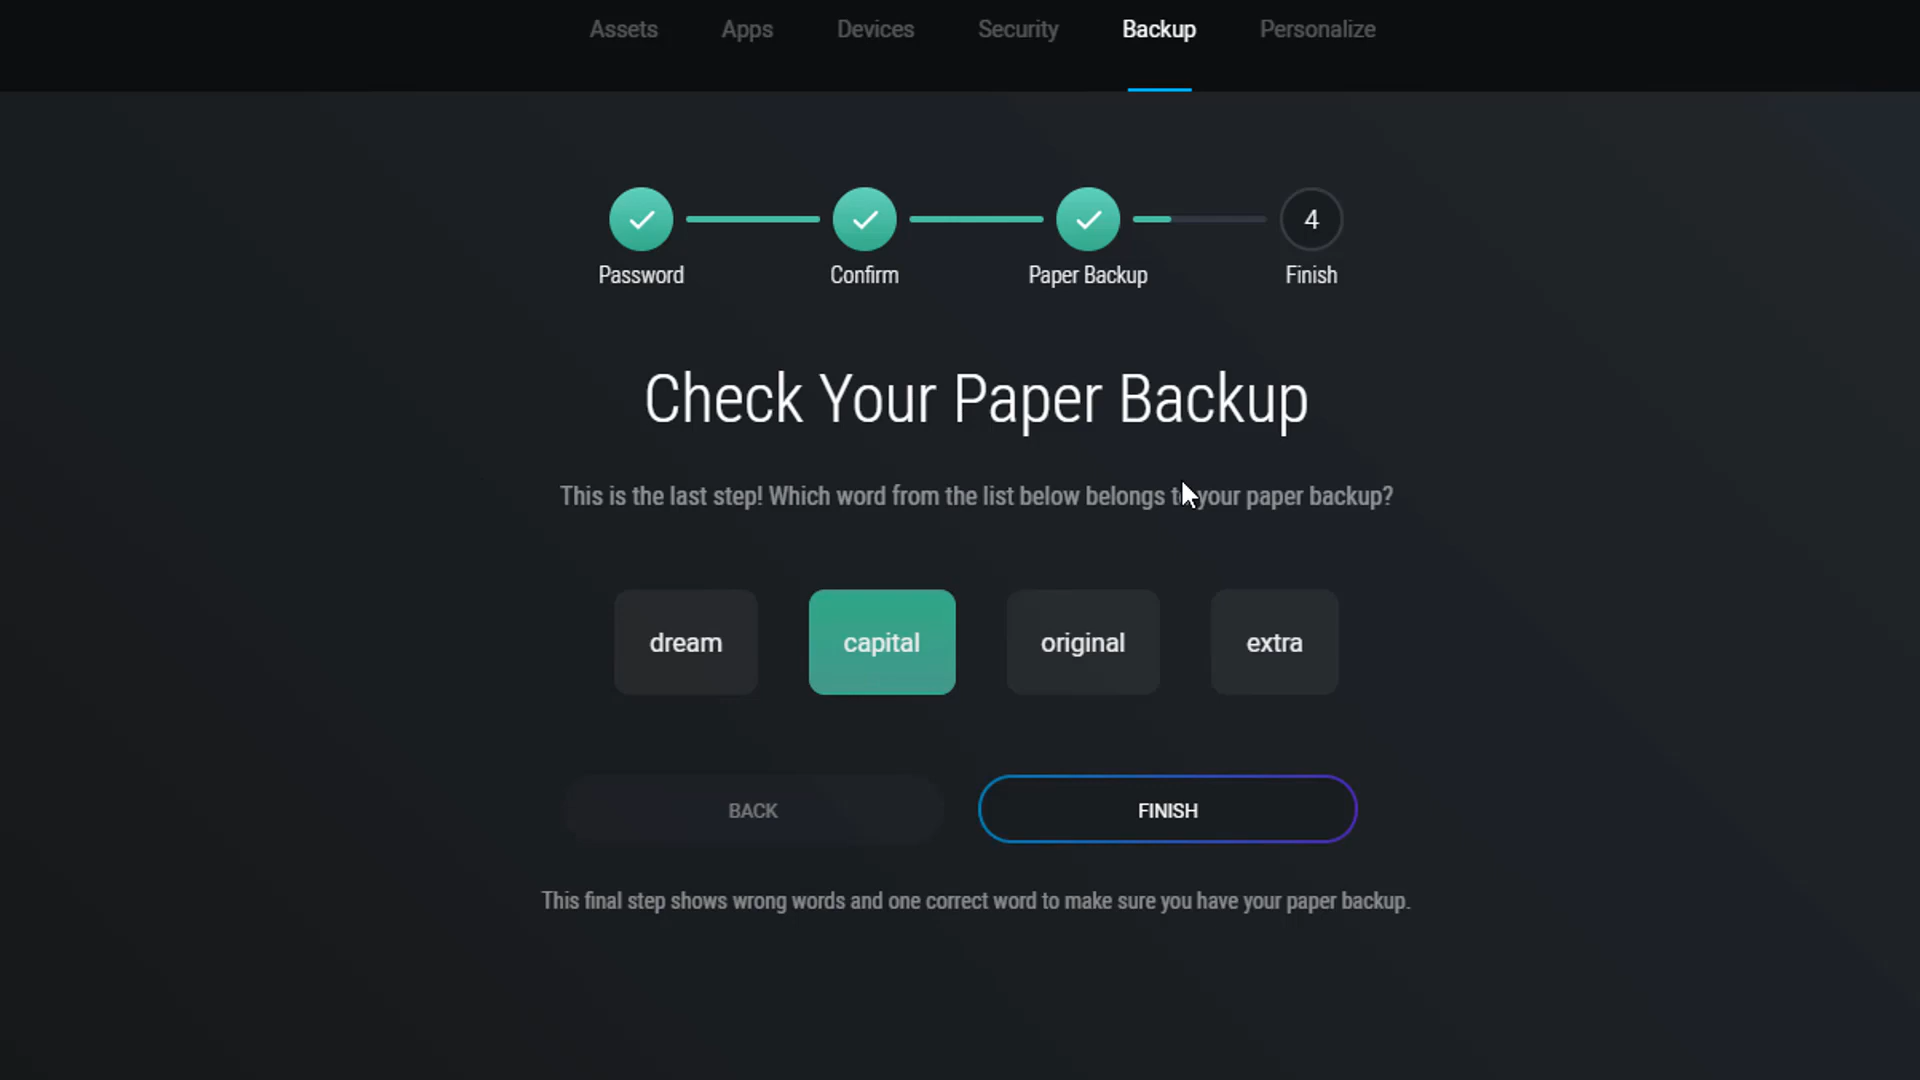 Assets Apps Devices Security Backup Personalize
4
Password Confirm Paper Backup Finish
Check Your Paper Backup
This is the last step! Which word from the list below belongs to your paper backup?
dream capital original extra
BACK FINISH
This final step shows wrong words and one correct word to make sure you have your paper backup.